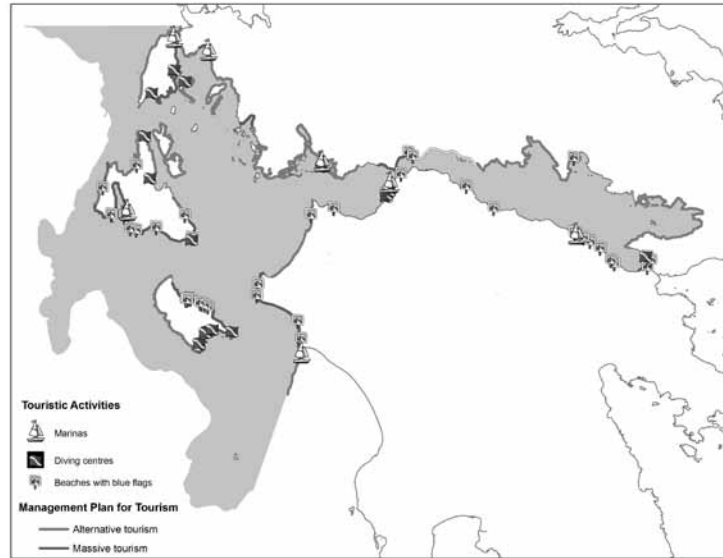 Touristic Activities
Marinas
Diving centres
Beaches with blue flags
Management Plan for Tourism
Alternative tourism
Massive tourism